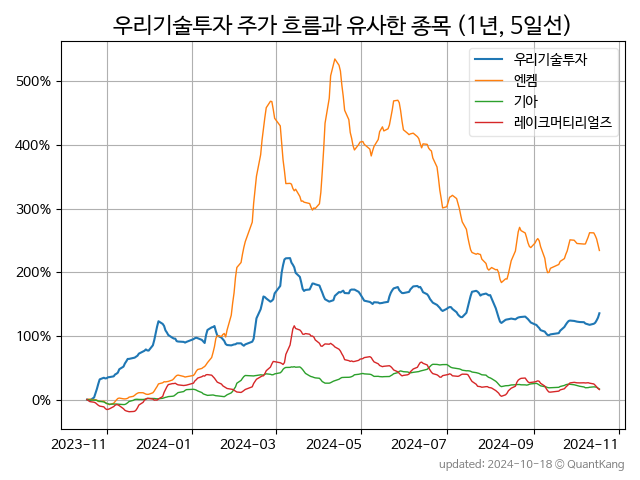 우리기술투자 주가 흐름과 유사한 종목 (1년, 5일선)
우리기술투자
엔켐
기아
레이크머티리얼즈
500%
400%
300%
200%
100%
0%
2023-11 2024-01 2024-03 2024-05 2024-07 2024-09 2024-11
updated: 2024-10-18 © QuantKang